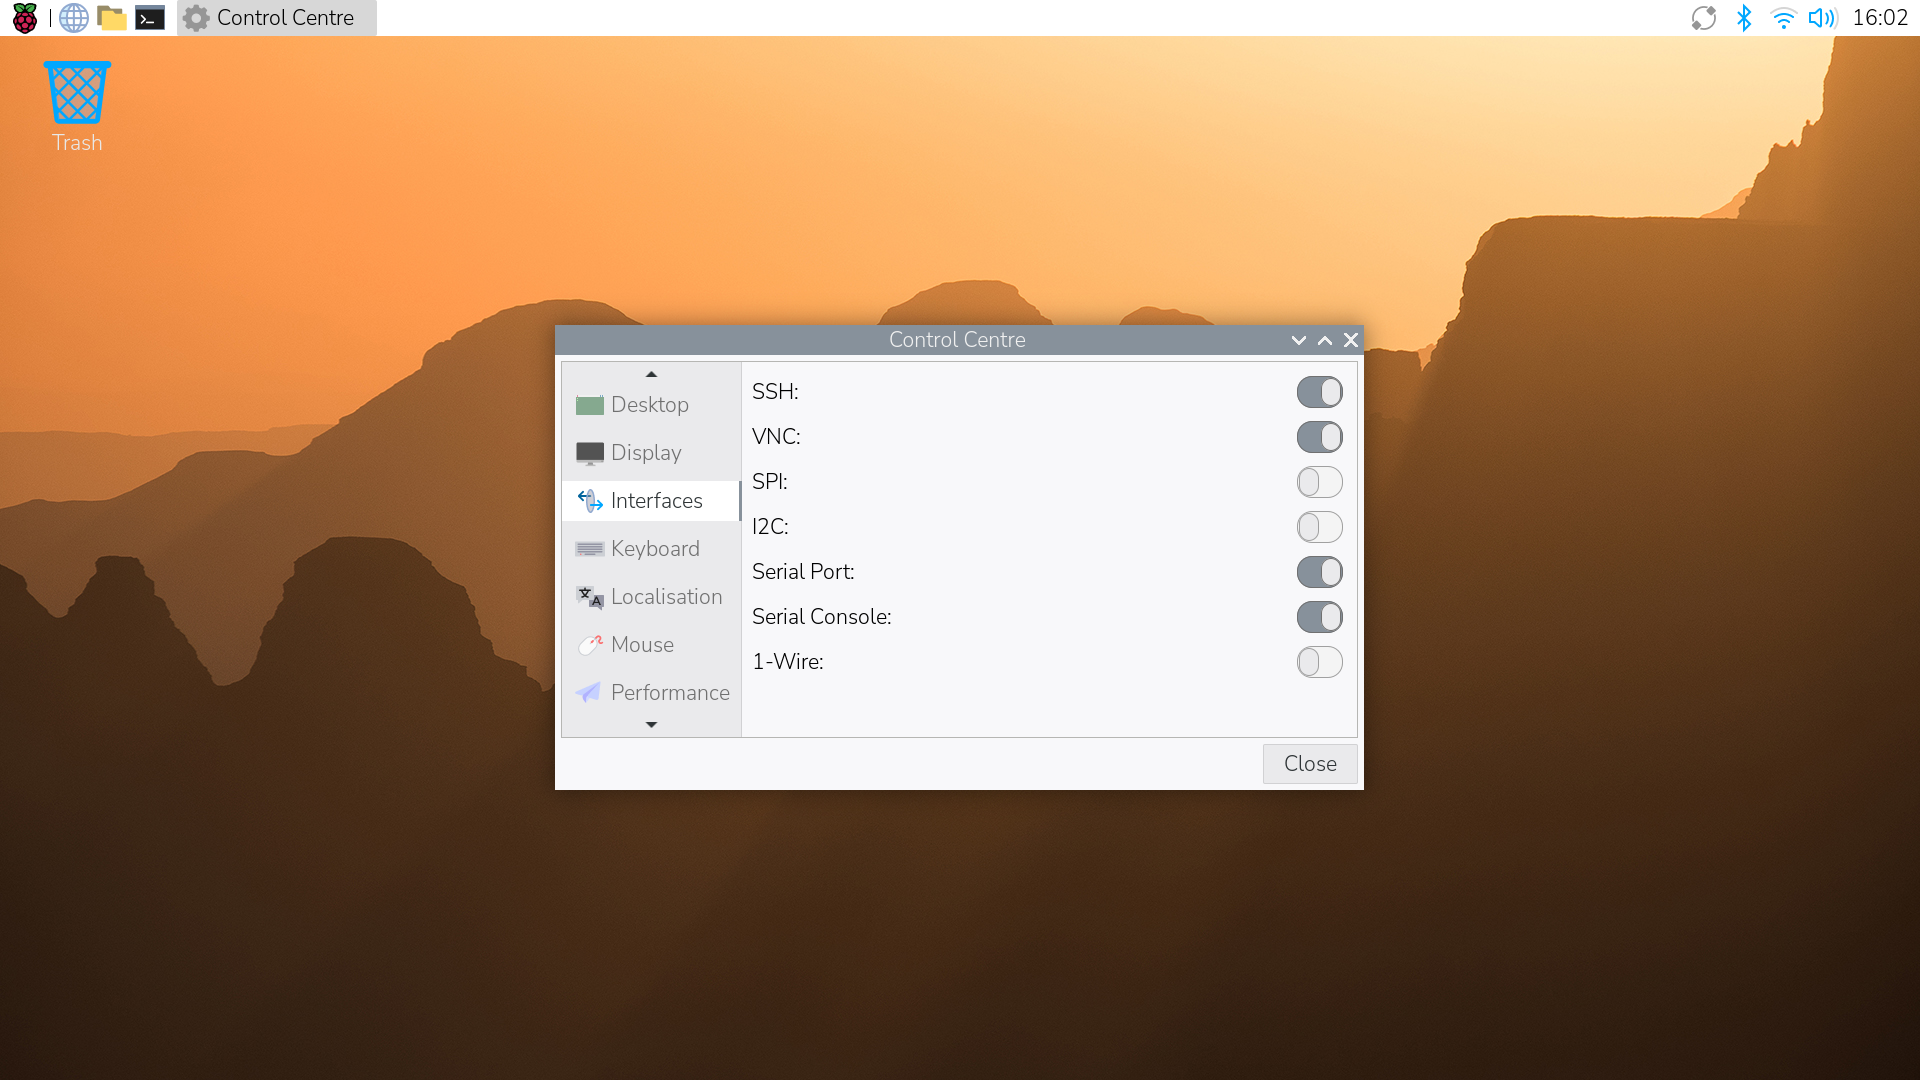 Control Centre
16:02
Trash
Control Centre
Desktop
Display
Interfaces
Keyboard
Localisation
Mouse
Performance
SSH:
VNC:
SPI:
I2C:
Serial Port:
Serial Console:
1-Wire:
Close